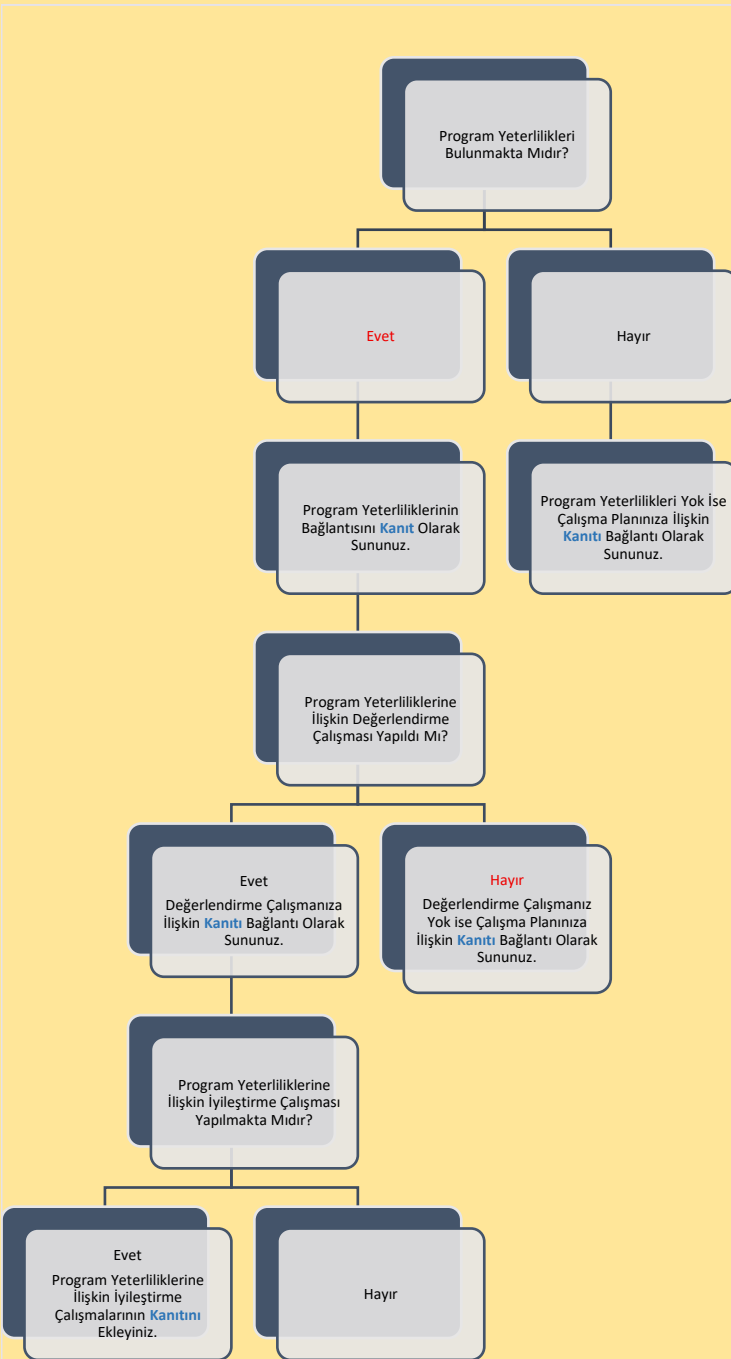 Program Yeterlilikleri
Bulunmakta Mıdır?
Evet
Hayır
Program Yeterliliklerinin
Bağlantısını Kanıt Olarak
Sununuz.
Program Yeterlilikleri Yok İse
Çalışma Planınıza İlişkin
Kanıtı Bağlantı Olarak
Sununuz.
Program Yeterliliklerine
İlişkin Değerlendirme
Çalışması Yapıldı Mı?
Evet
Değerlendirme Çalışmanıza
İlişkin Kanıtı Bağlantı Olarak
Sununuz.
Hayır
Değerlendirme Çalışmanız
Yok ise Çalışma Planınıza
İlişkin Kanıtı Bağlantı Olarak
Sununuz.
Program Yeterliliklerine
İlişkin İyileştirme Çalışması
Yapılmakta Mıdır?
Evet
Program Yeterliliklerine
İlişkin İyileştirme
Çalışmalarının Kanıtını
Ekleyiniz.
Hayır